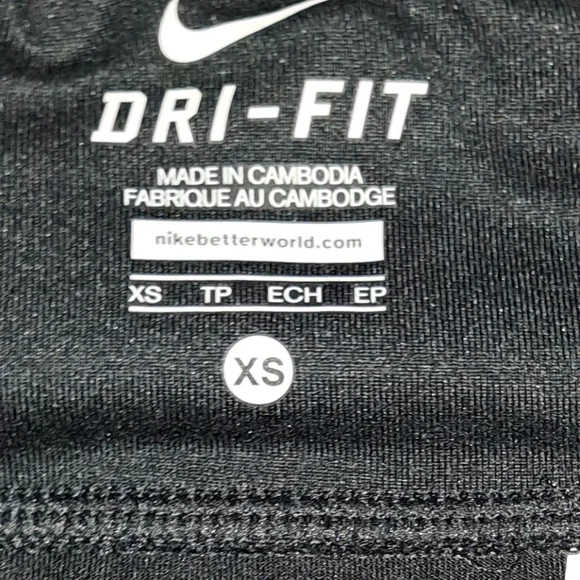 DRI-FIT
MADE IN CAMBODIA
FABRIQUE AU CAMBODGE
nikebetterworld.com
XS TP ECH EP
XS